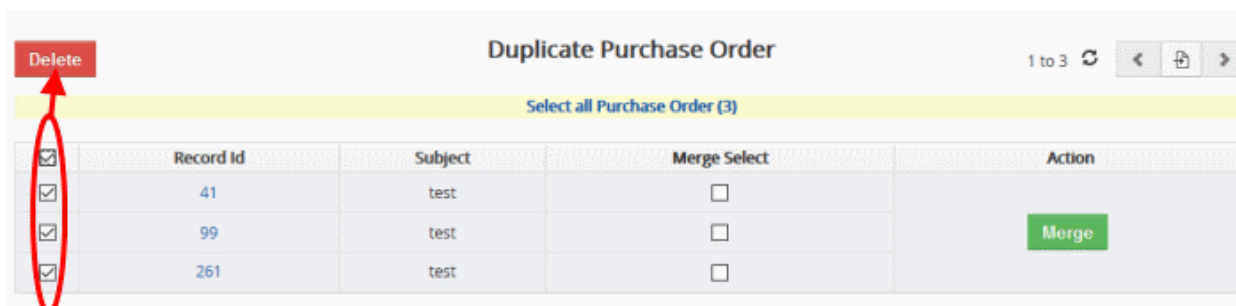 Delete
Duplicate Purchase Order
1 to 3
Select all Purchase Order (3)
Record Id Subject Merge Select Action
41 test
99 test
Merge
261 test